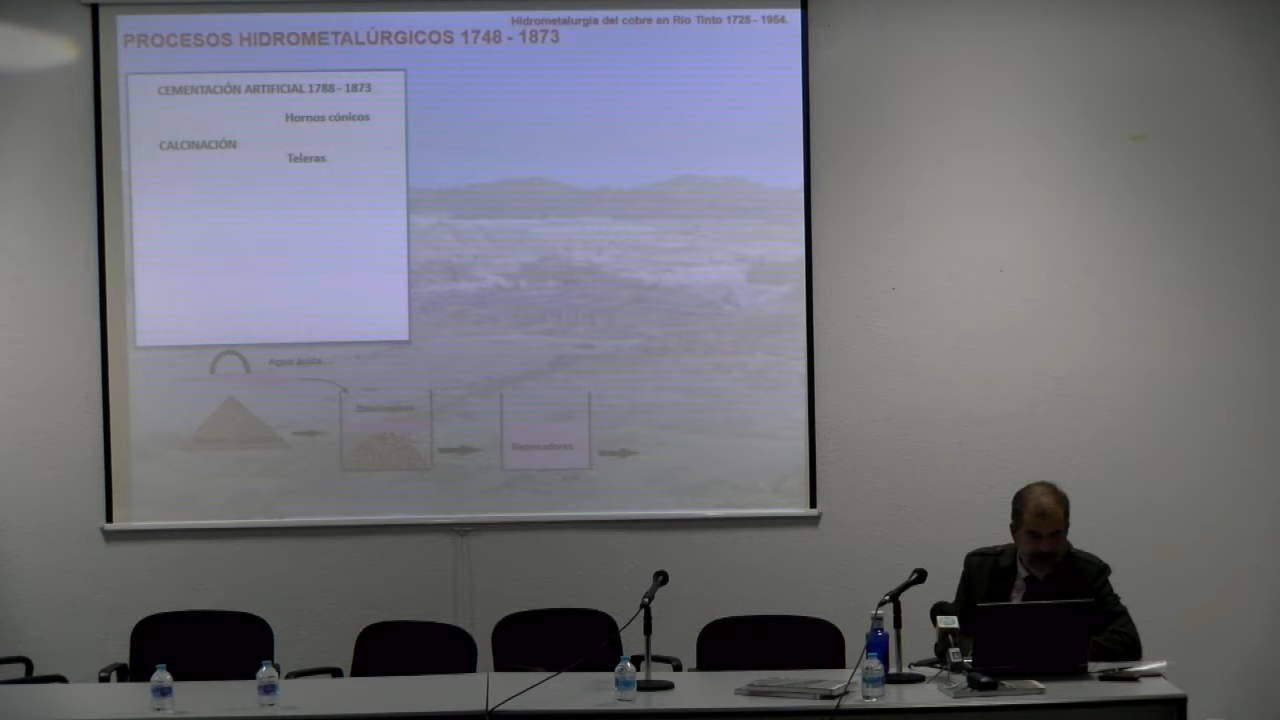 Hidrometalurgia del cobre en Río Tinto 1725 - 1954.
PROCESOS HIDROMETALÚRGICOS 1748 - 1873
CEMENTACIÓN ARTIFICIAL 1788 - 1873
Hornos cónicos
CALCINACIÓN
Teleras
Agua ácida
Reposadores